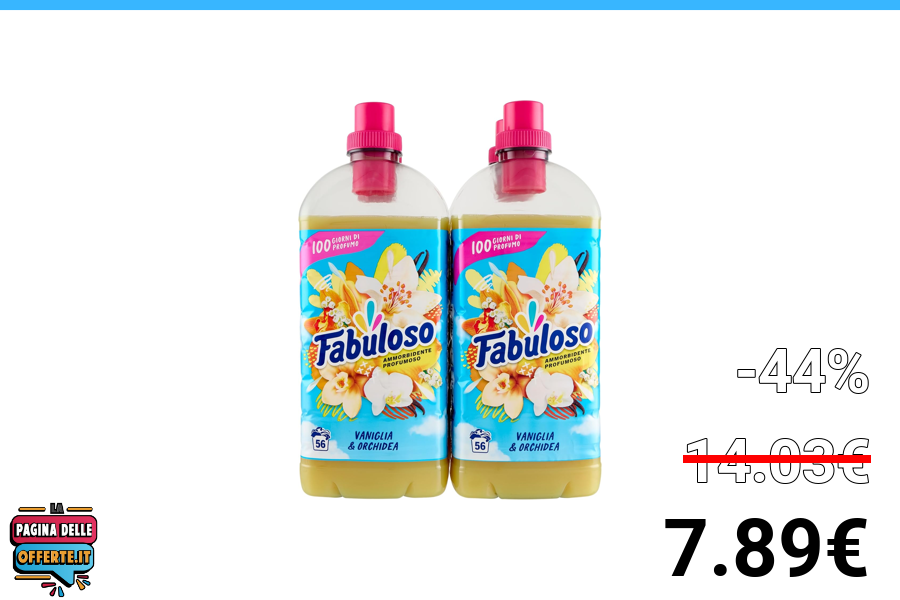 100 GIORNI DI
PROFUMO
Fabuloso
AMMORBIDENTE
PROFUMOSO
VANIGLIA
& ORCHIDEA
56
100 GIORNI DI
PROFUMO
Fabuloso
AMMORBIDENTE
PROFUMOSO
VANIGLIA
& ORCHIDEA
56
-44%
14.03€
7.89€
LA
PAGINA DELLE
OFFERTE.IT